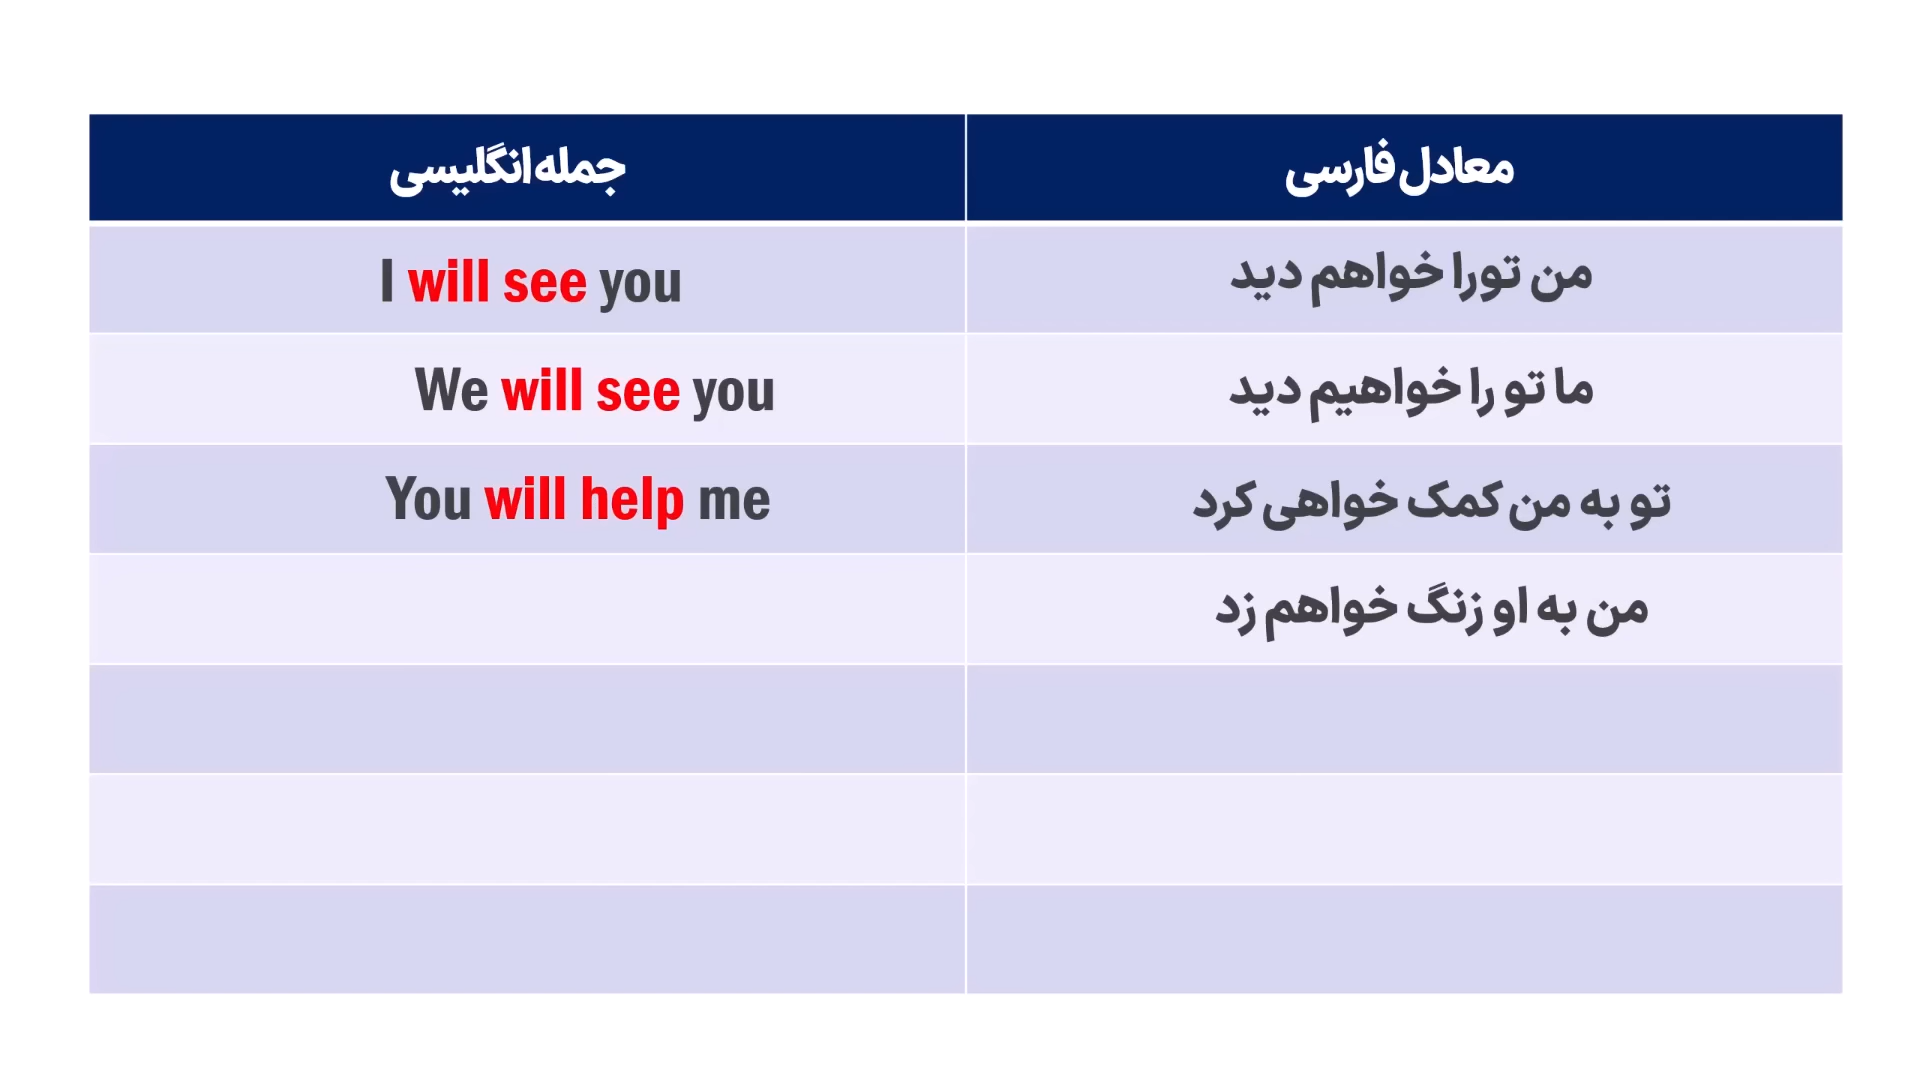 جمله انگلیسی
معادل فارسی
I will see you
من تورا خواهم دید
We will see you
ما تو را خواهیم دید
You will help me
تو به من کمک خواهی کرد
من به او زنگ خواهم زد